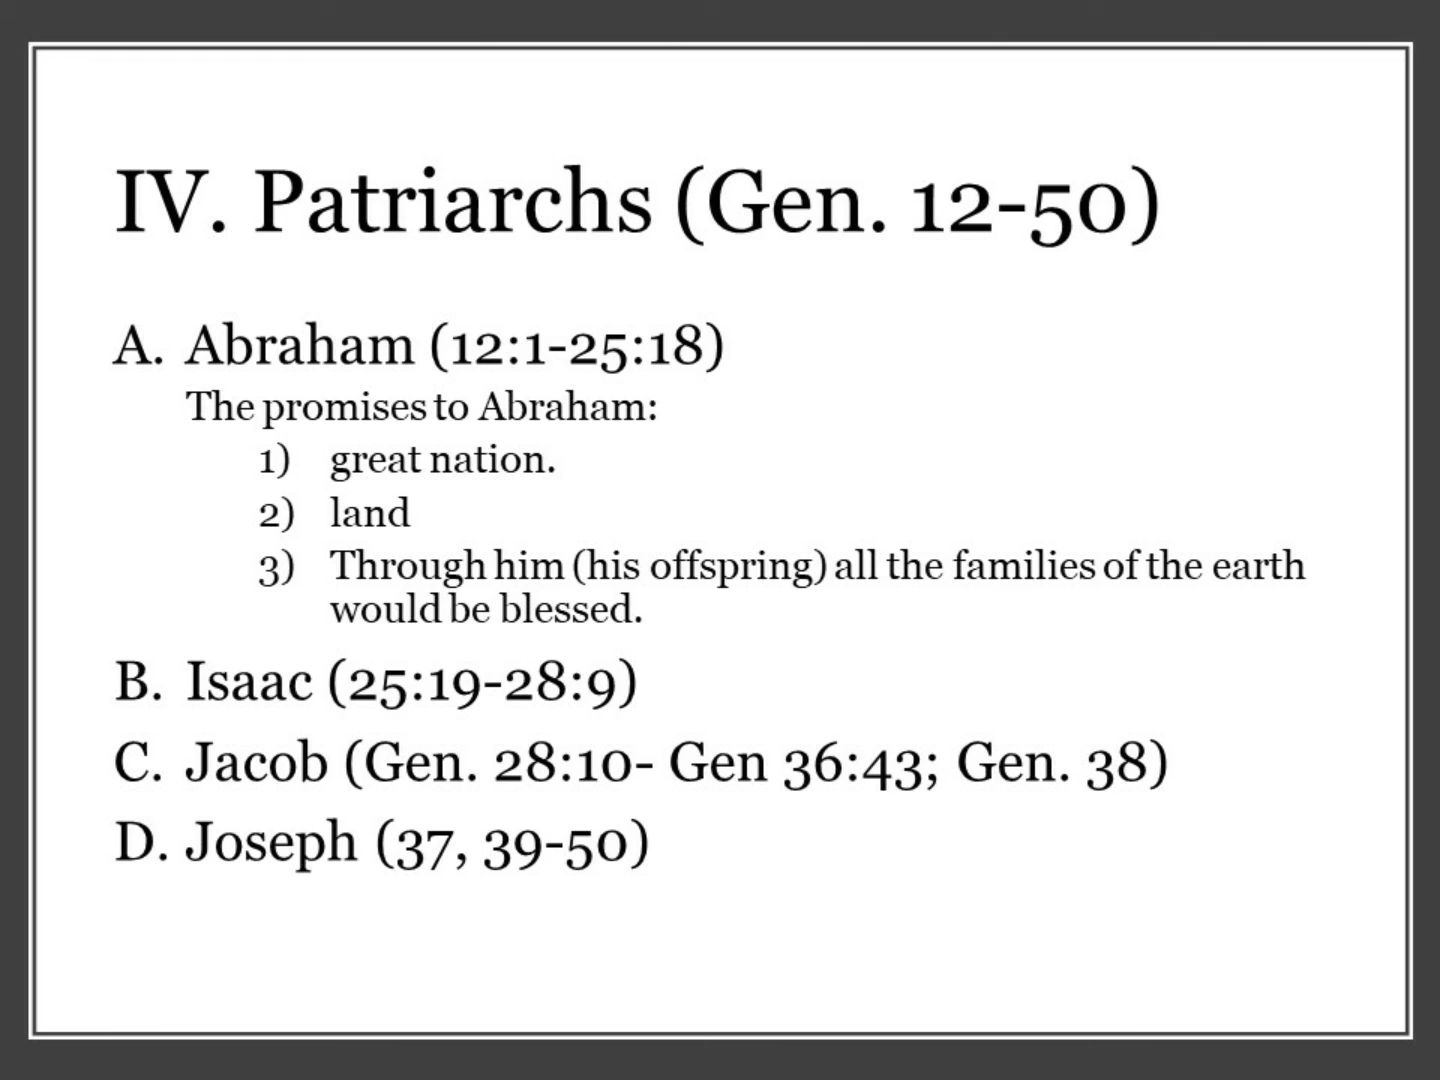 IV. Patriarchs (Gen. 12-50)
A. Abraham (12:1-25:18)
The promises to Abraham:
1) great nation.
2) land
3) Through him (his offspring) all the families of the earth
would be blessed.
B. Isaac (25:19-28:9)
C. Jacob (Gen. 28:10- Gen 36:43; Gen. 38)
D. Joseph (37, 39-50)